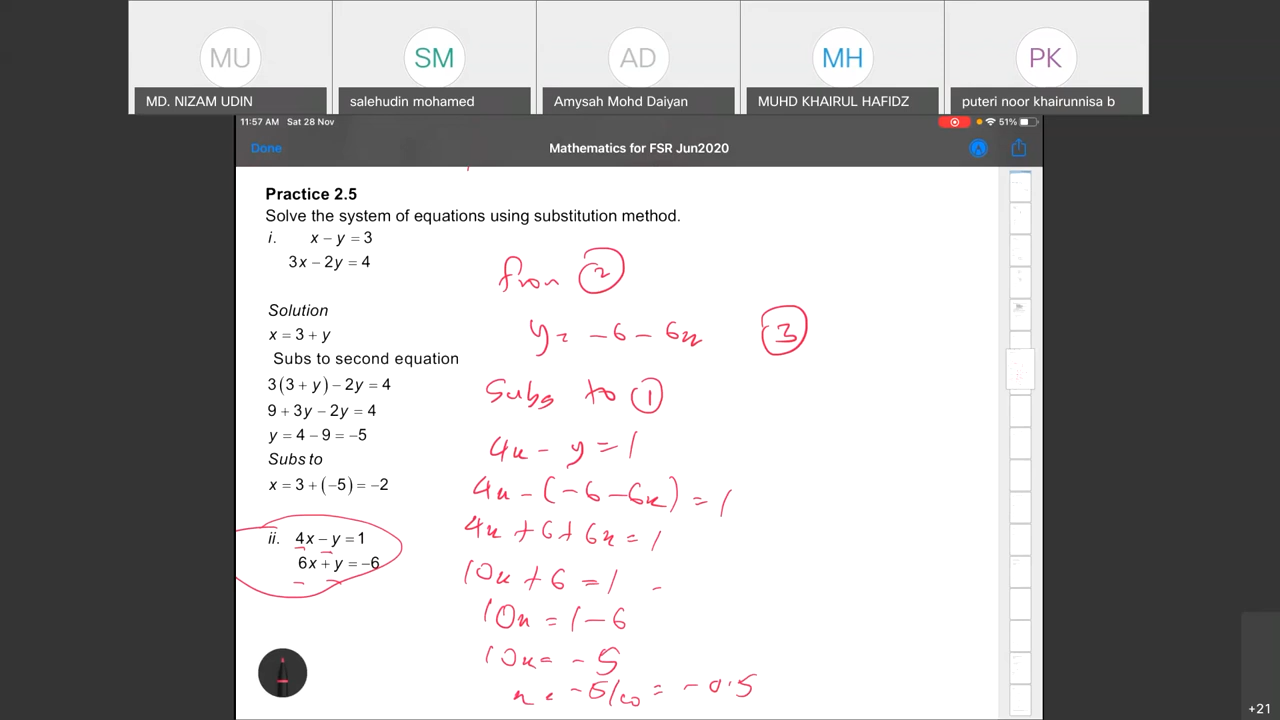 MU SM AD MH PK
MD. NIZAM UDIN salehudin mohamed Amysah Mohd Daiyan MUHD KHAIRUL HAFIDZ puteri noor khairunnisa b
11:57 AM Sat 28 Nov 51%
Done Mathematics for FSR Jun2020
Practice 2.5
Solve the system of equations using substitution method.
i. x − y = 3
3x − 2y = 4
Solution
x = 3 + y
Subs to second equation
3(3 + y) − 2y = 4
9 + 3y − 2y = 4
y = 4 − 9 = −5
Subs to
x = 3 + (−5) = −2
ii. 4x − y = 1
6x + y = −6
from ②
y = −6 − 6x ③
Subs to ①
4x − y = 1
4x − (−6 − 6x) = 1
4x + 6 + 6x = 1
10x + 6 = 1
10x = 1 − 6
10x = −5
x = −5/10 = −0.5
+21